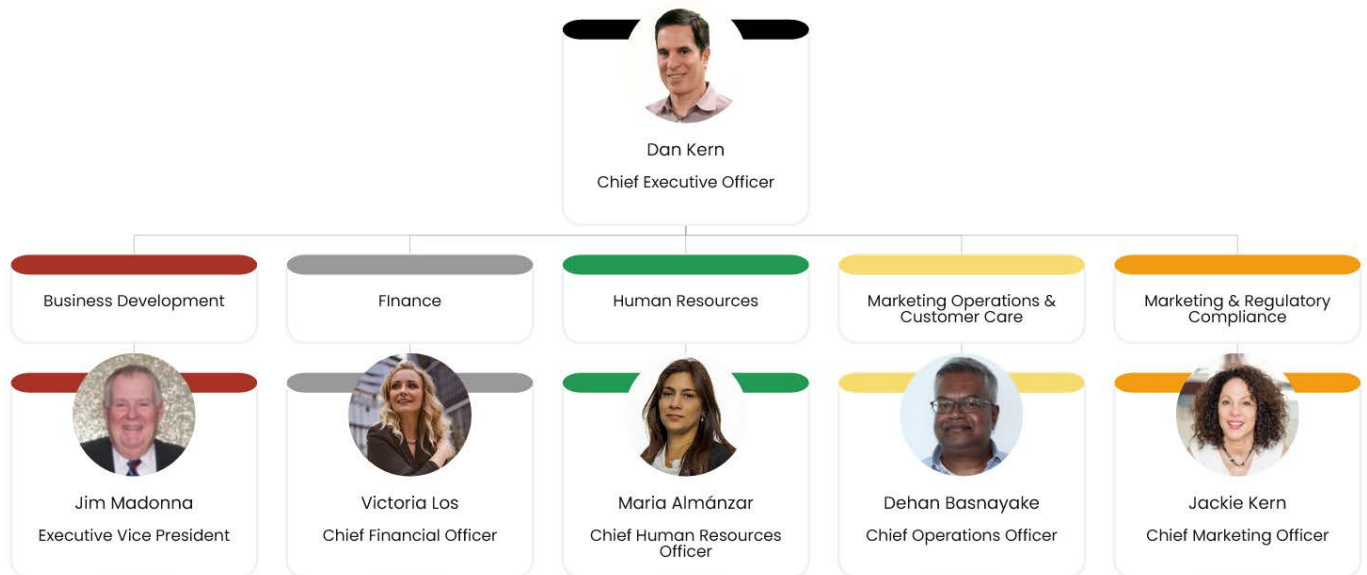 Dan Kern
Chief Executive Officer
Business Development
FInance
Human Resources
Marketing Operations &
Customer Care
Marketing & Regulatory
Compliance
Jim Madonna
Executive Vice President
Victoria Los
Chief Financial Officer
Maria Almánzar
Chief Human Resources
Officer
Dehan Basnayake
Chief Operations Officer
Jackie Kern
Chief Marketing Officer